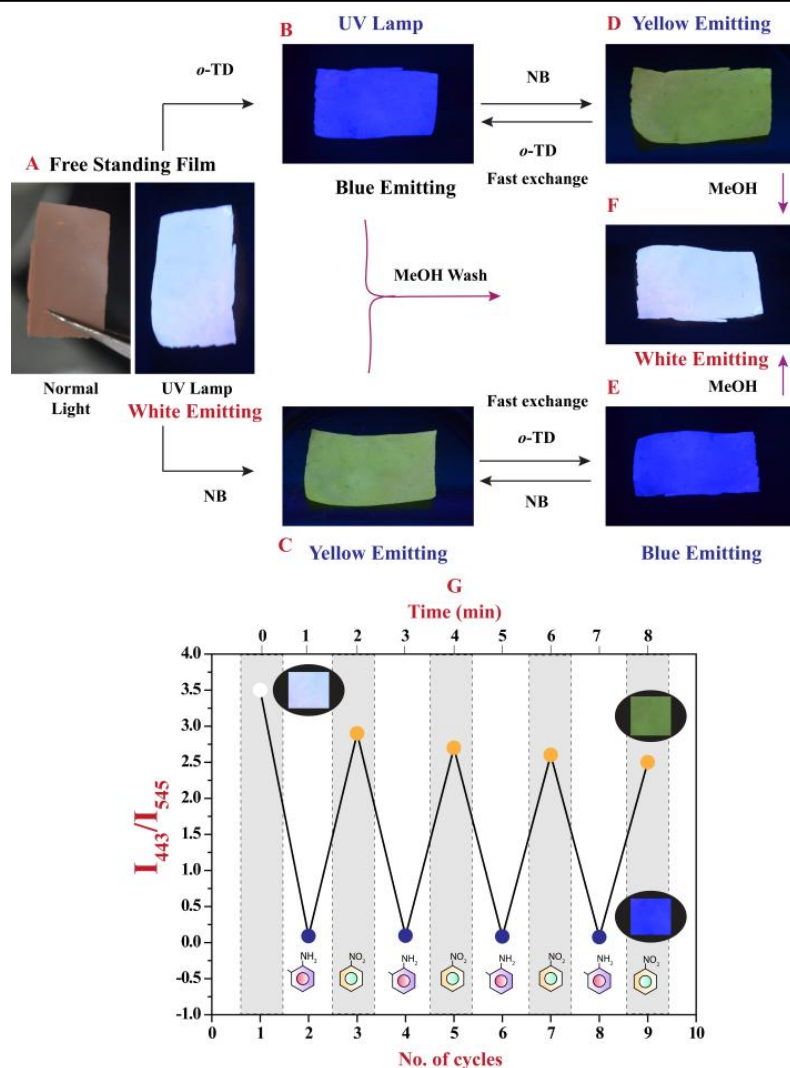 B
UV Lamp
D
Yellow Emitting
o-TD
NB
o-TD
Fast exchange
A Free Standing Film
Blue Emitting
MeOH
F
MeOH Wash
Normal
Light
UV Lamp
White Emitting
White Emitting
MeOH
E
Fast exchange
o-TD
NB
NB
C
Yellow Emitting
Blue Emitting
G
Time (min)
0 1 2 3 4 5 6 7 8
4.0
3.5
3.0
2.5
2.0
1.5
1.0
0.5
0.0
-0.5
-1.0
I443/I545
NH2 NO2 NH2 NO2 NH2 NO2 NH2 NO2
0 1 2 3 4 5 6 7 8 9 10
No. of cycles